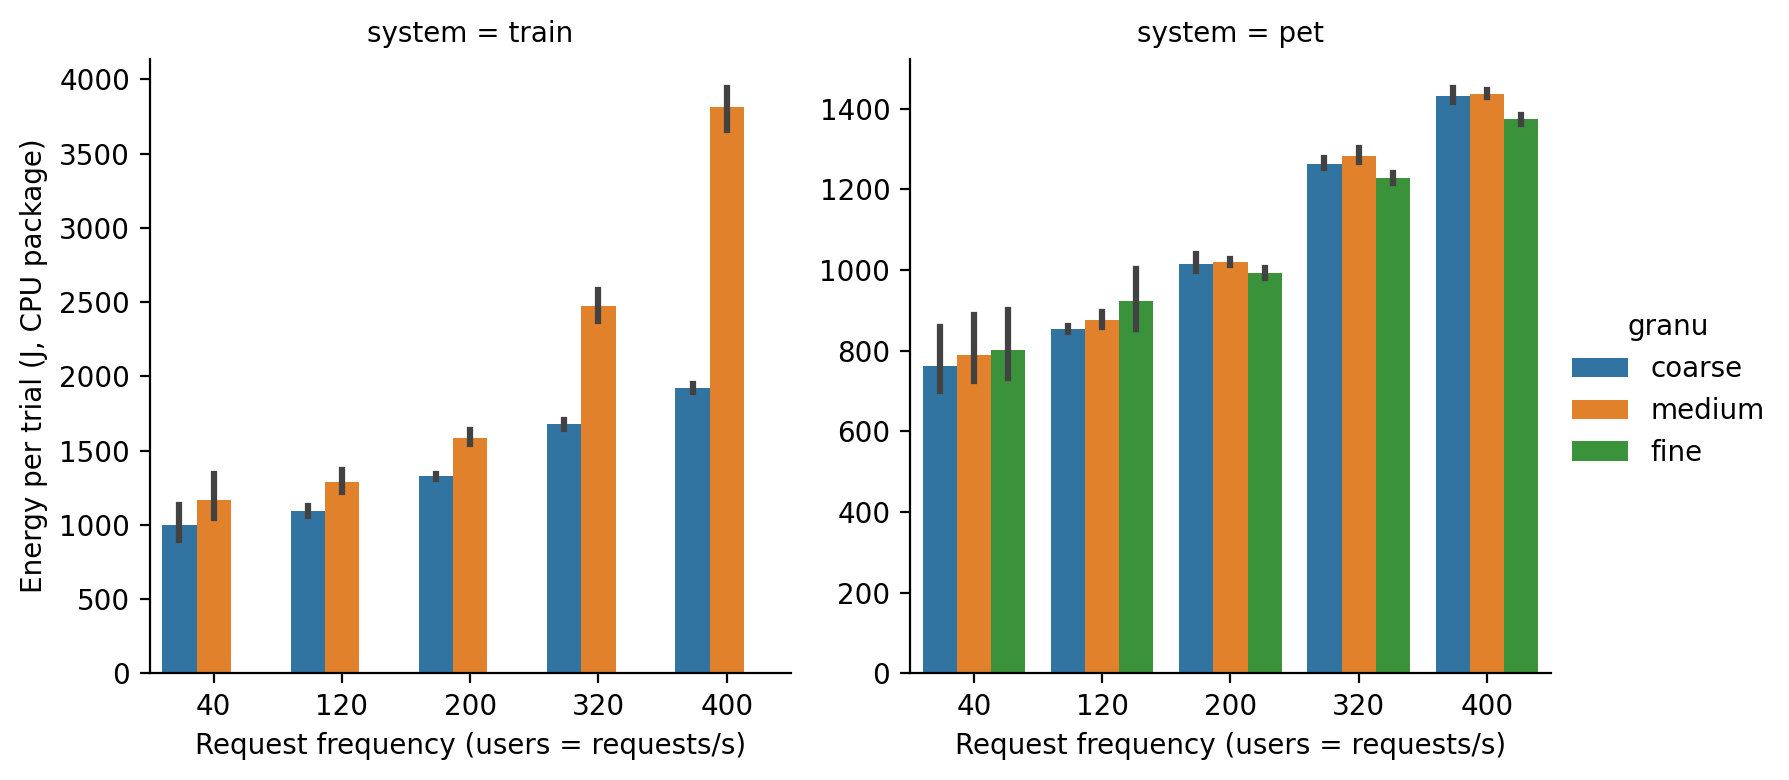 system = train
Energy per trial (J, CPU package)
4000
3500
3000
2500
2000
1500
1000
500
0
40 120 200 320 400
Request frequency (users = requests/s)
system = pet
1400
1200
1000
800
600
400
200
0
40 120 200 320 400
Request frequency (users = requests/s)
granu
coarse
medium
fine